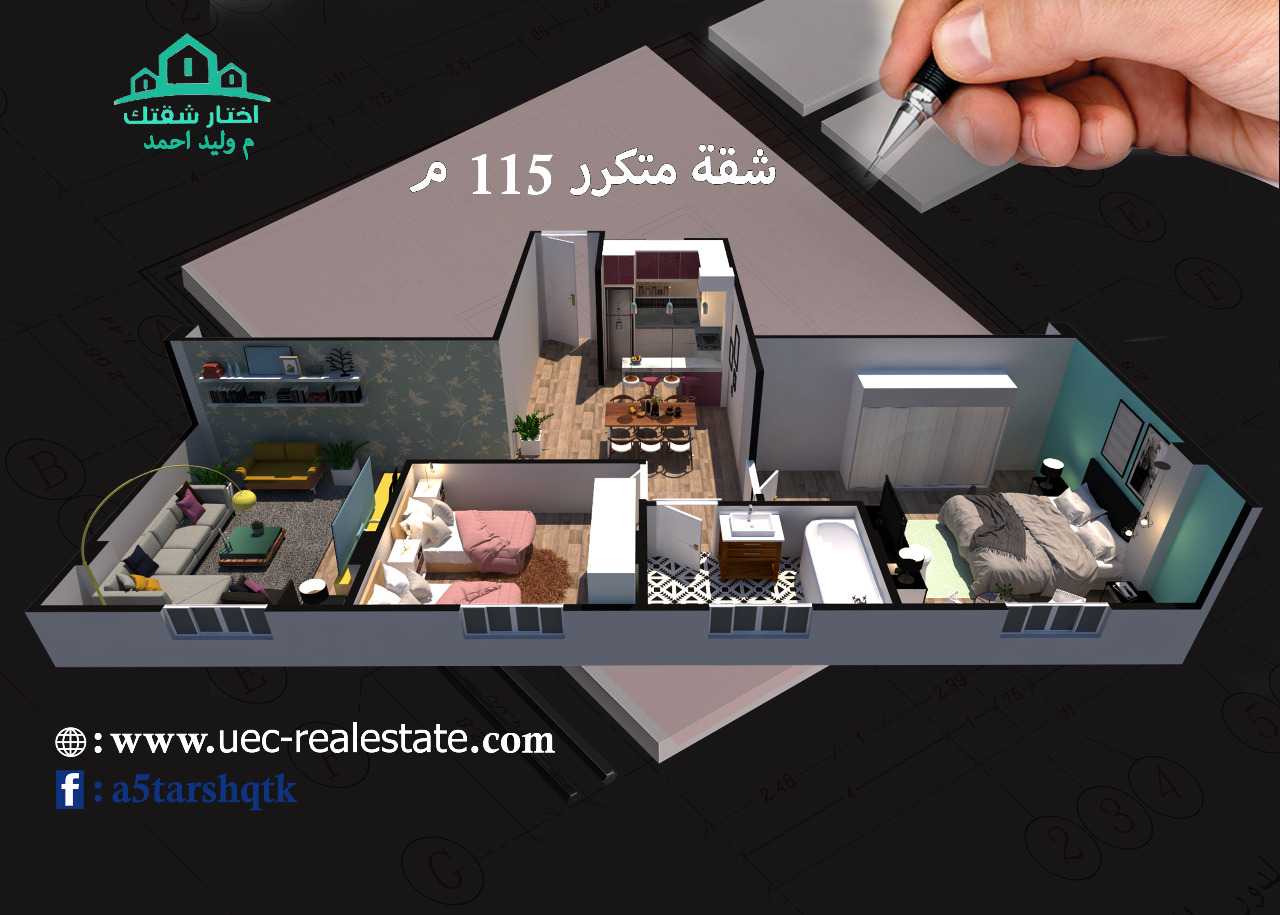 اختار شقتك
م وليد احمد
شقة متكرر 115 م
: www.uec-realestate.com
f : a5tarshqtk